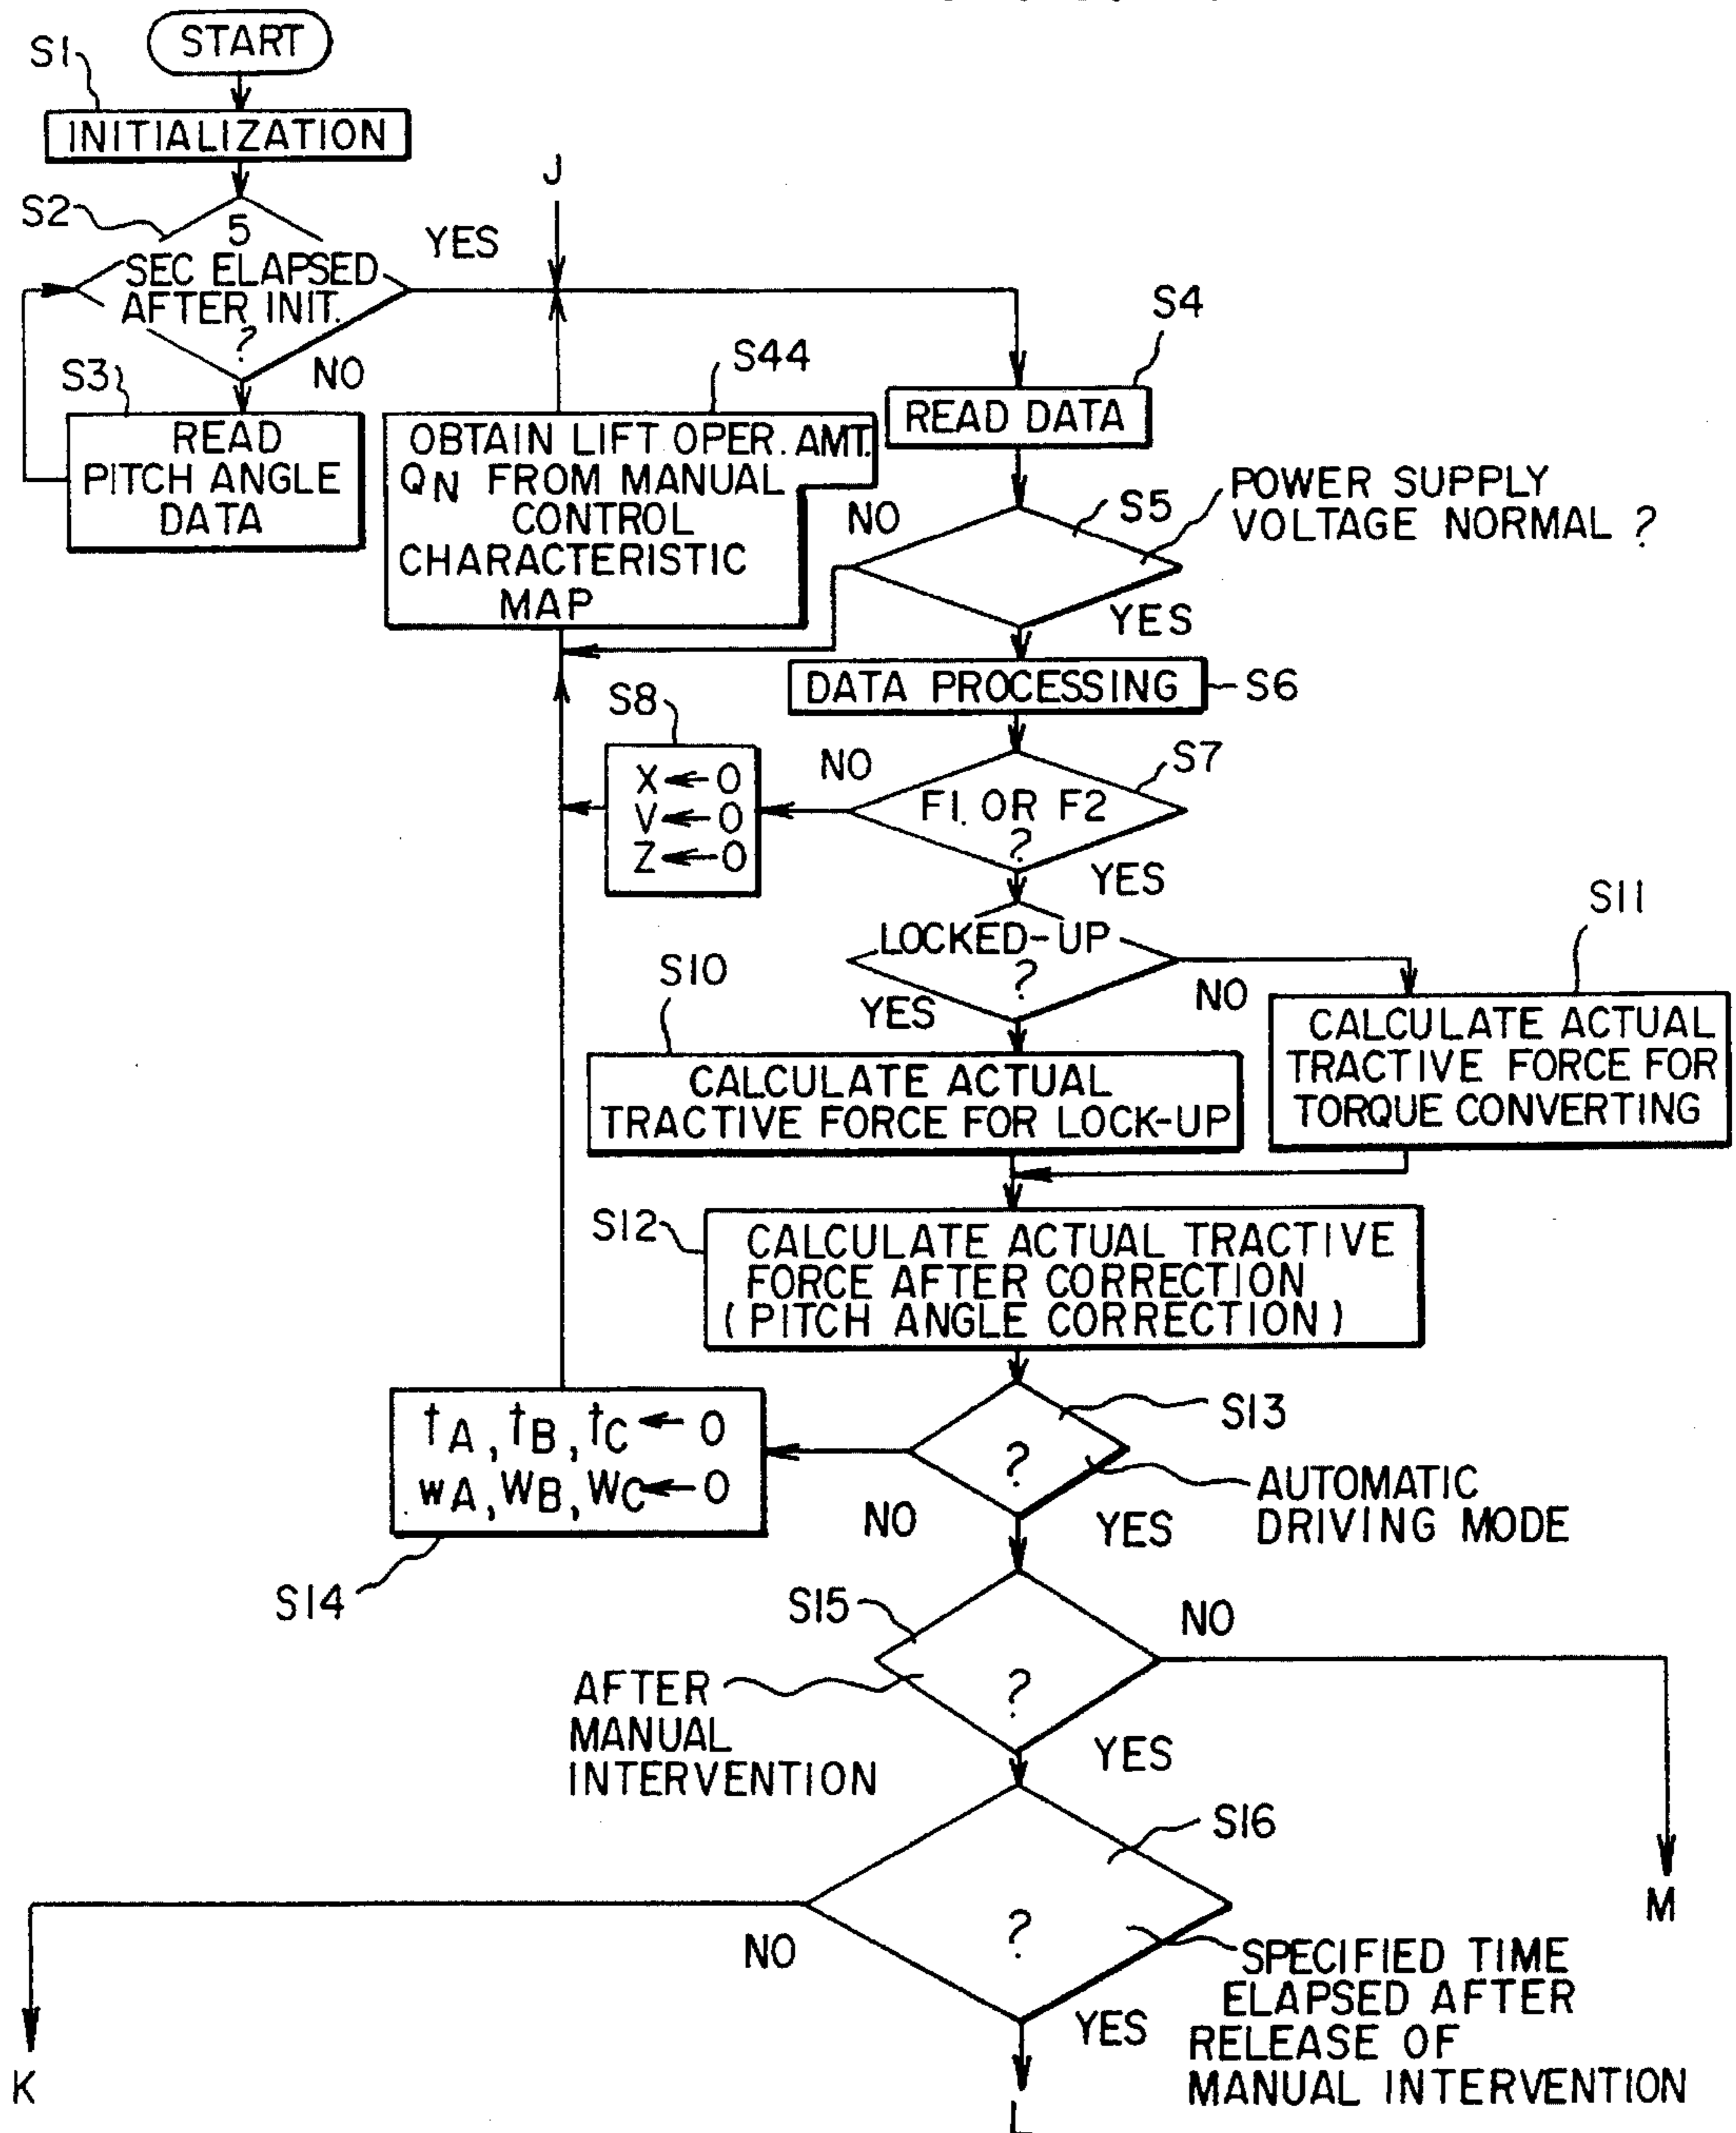 START
S1
INITIALIZATION
J
S2
5
SEC ELAPSED
AFTER INIT.
?
YES
NO
S3
READ
PITCH ANGLE
DATA
S44
OBTAIN LIFT OPER. AMT.
QN FROM MANUAL
CONTROL
CHARACTERISTIC
MAP
S4
READ DATA
S5
POWER SUPPLY
VOLTAGE NORMAL ?
NO
YES
DATA PROCESSING
S6
S8
X ← 0
V ← 0
Z ← 0
NO
S7
F1. OR F2
?
YES
LOCKED-UP
?
S10
YES
NO
S11
CALCULATE ACTUAL
TRACTIVE FORCE FOR LOCK-UP
CALCULATE ACTUAL
TRACTIVE FORCE FOR
TORQUE CONVERTING
S12
CALCULATE ACTUAL TRACTIVE
FORCE AFTER CORRECTION
( PITCH ANGLE CORRECTION )
tA, tB, tC ← 0
wA, WB, WC ← 0
S14
S13
?
AUTOMATIC
DRIVING MODE
NO
YES
S15
?
NO
AFTER
MANUAL
INTERVENTION
YES
S16
?
NO
SPECIFIED TIME
ELAPSED AFTER
RELEASE OF
MANUAL INTERVENTION
YES
M
K
L